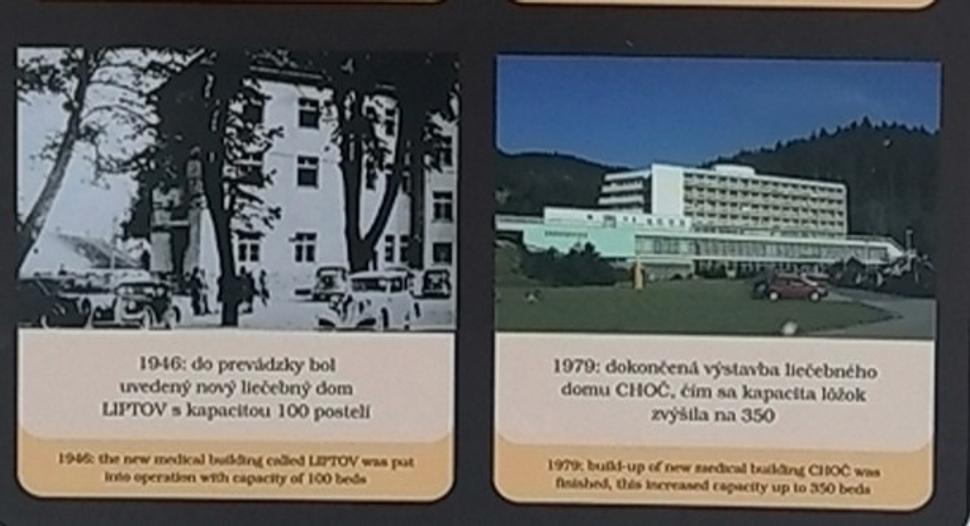 1946: do prevádzky bol
uvedený nový liečebný dom
LIPTOV s kapacitou 100 postelí
1946: the new medical building called LIPTOV was put
into operation with capacity of 100 beds
1979: dokončená výstavba liečebného
domu CHOČ, čím sa kapacita lôžok
zvýšila na 350
1979: build-up of new medical building CHOČ was
finished, this increased capacity up to 350 beds